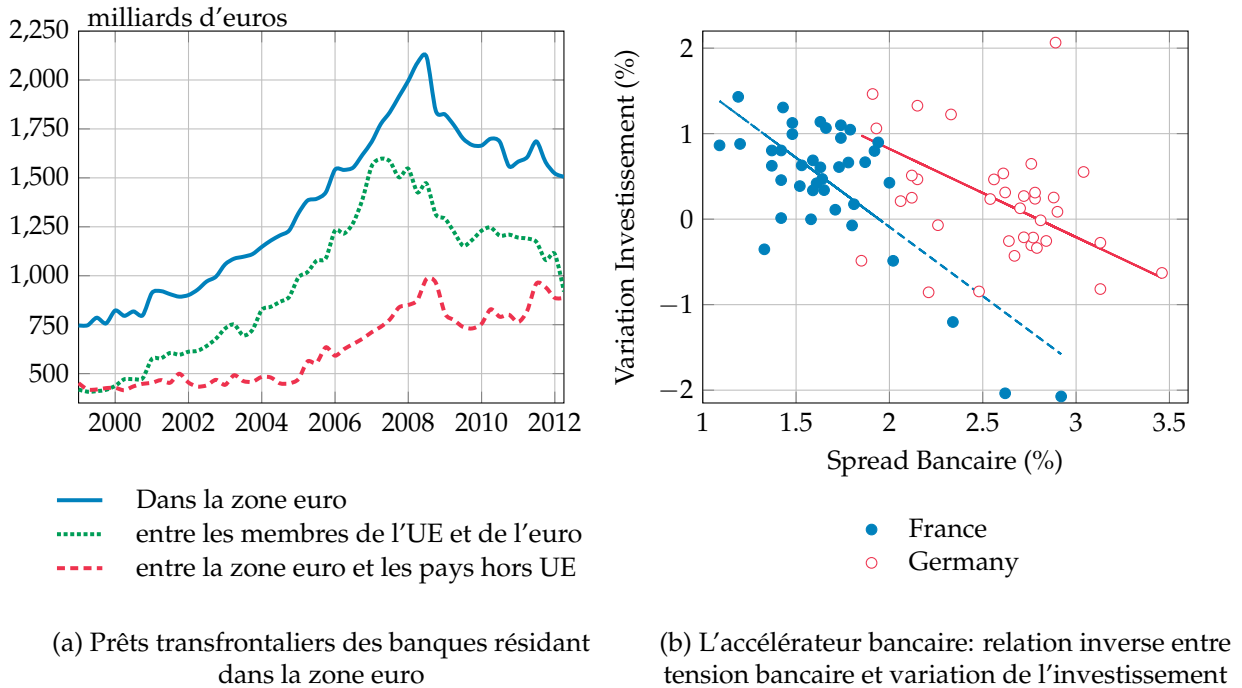 milliards d'euros
2,250
2,000
1,750
1,500
1,250
1,000
750
500
2000 2002 2004 2006 2008 2010 2012
Dans la zone euro
entre les membres de l'UE et de l'euro
entre la zone euro et les pays hors UE
(a) Prêts transfrontaliers des banques résidant
dans la zone euro
Variation Investissement (%)
2
1
0
−1
−2
1 1.5 2 2.5 3 3.5
Spread Bancaire (%)
France
Germany
(b) L'accélérateur bancaire: relation inverse entre
tension bancaire et variation de l'investissement